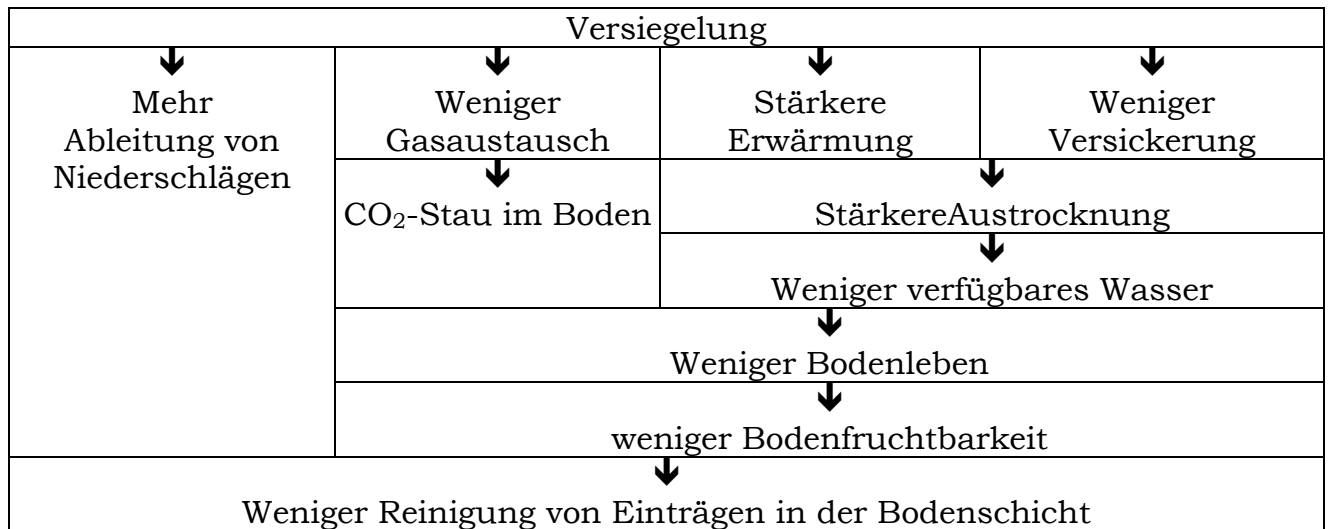 Versiegelung
Mehr
Ableitung von
Niederschlägen
Weniger
Gasaustausch
Stärkere
Erwärmung
Weniger
Versickerung
CO₂-Stau im Boden
StärkereAustrocknung
Weniger verfügbares Wasser
Weniger Bodenleben
weniger Bodenfruchtbarkeit
Weniger Reinigung von Einträgen in der Bodenschicht